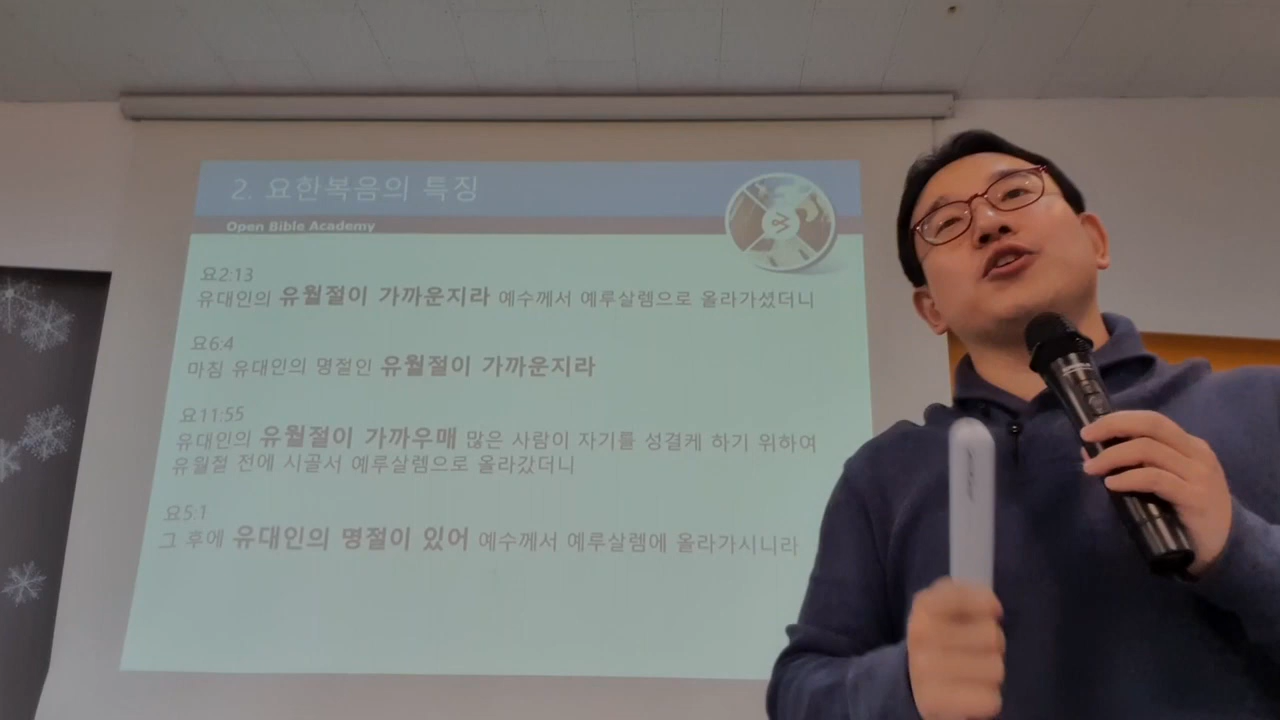 2. 요한복음의 특징
Open Bible Academy
요2:13
유대인의 유월절이 가까운지라 예수께서 예루살렘으로 올라가셨더니
요6:4
마침 유대인의 명절인 유월절이 가까운지라
요11:55
유대인의 유월절이 가까우매 많은 사람이 자기를 성결케 하기 위하여
유월절 전에 시골서 예루살렘으로 올라갔더니
요5:1
그 후에 유대인의 명절이 있어 예수께서 예루살렘에 올라가시니라